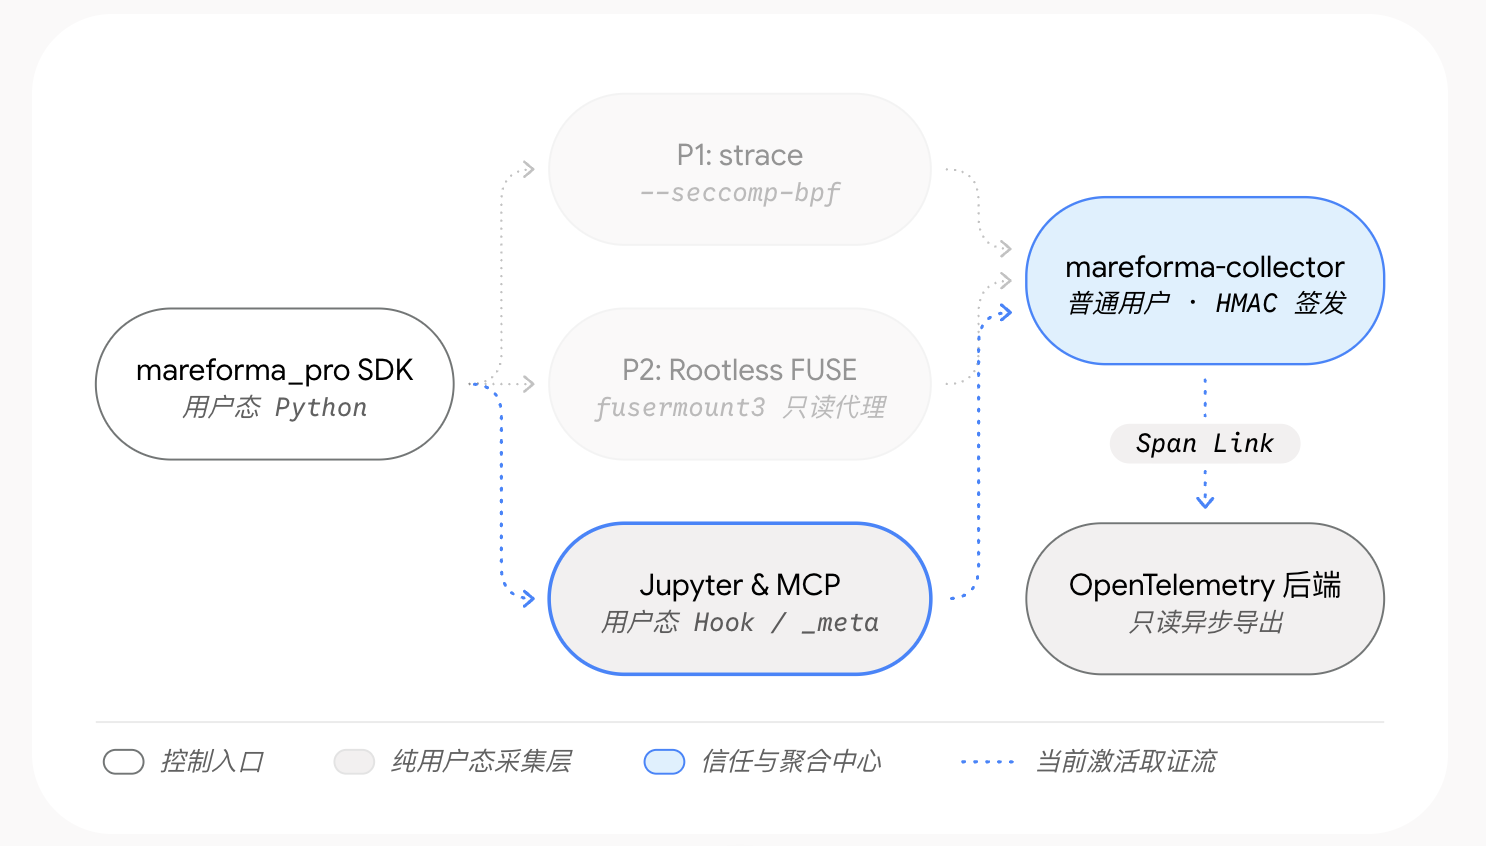 P1: strace
--seccomp-bpf
mareforma-collector
普通用户 · HMAC 签发
mareforma_pro SDK
用户态 Python
P2: Rootless FUSE
fusermount3 只读代理
Span Link
Jupyter & MCP
用户态 Hook / _meta
OpenTelemetry 后端
只读异步导出
控制入口
纯用户态采集层
信任与聚合中心
当前激活取证流